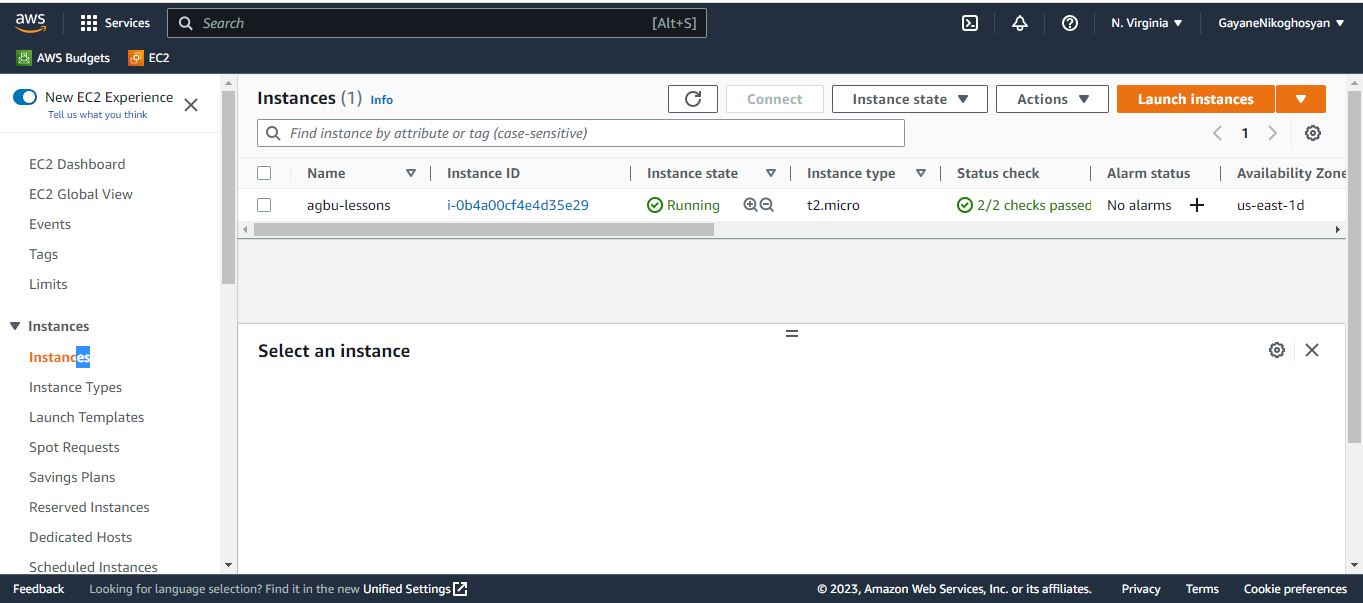 aws Services Search [Alt+S] N. Virginia GayaneNikoghosyan
AWS Budgets EC2
New EC2 Experience
Tell us what you think
EC2 Dashboard
EC2 Global View
Events
Tags
Limits
Instances
Instances
Instance Types
Launch Templates
Spot Requests
Savings Plans
Reserved Instances
Dedicated Hosts
Scheduled Instances
Instances (1) Info Connect Instance state Actions Launch instances
Find instance by attribute or tag (case-sensitive) 1
Name Instance ID Instance state Instance type Status check Alarm status Availability Zone
agbu-lessons i-0b4a00cf4e4d35e29 Running t2.micro 2/2 checks passed No alarms us-east-1d
Select an instance
Feedback Looking for language selection? Find it in the new Unified Settings © 2023, Amazon Web Services, Inc. or its affiliates. Privacy Terms Cookie preferences